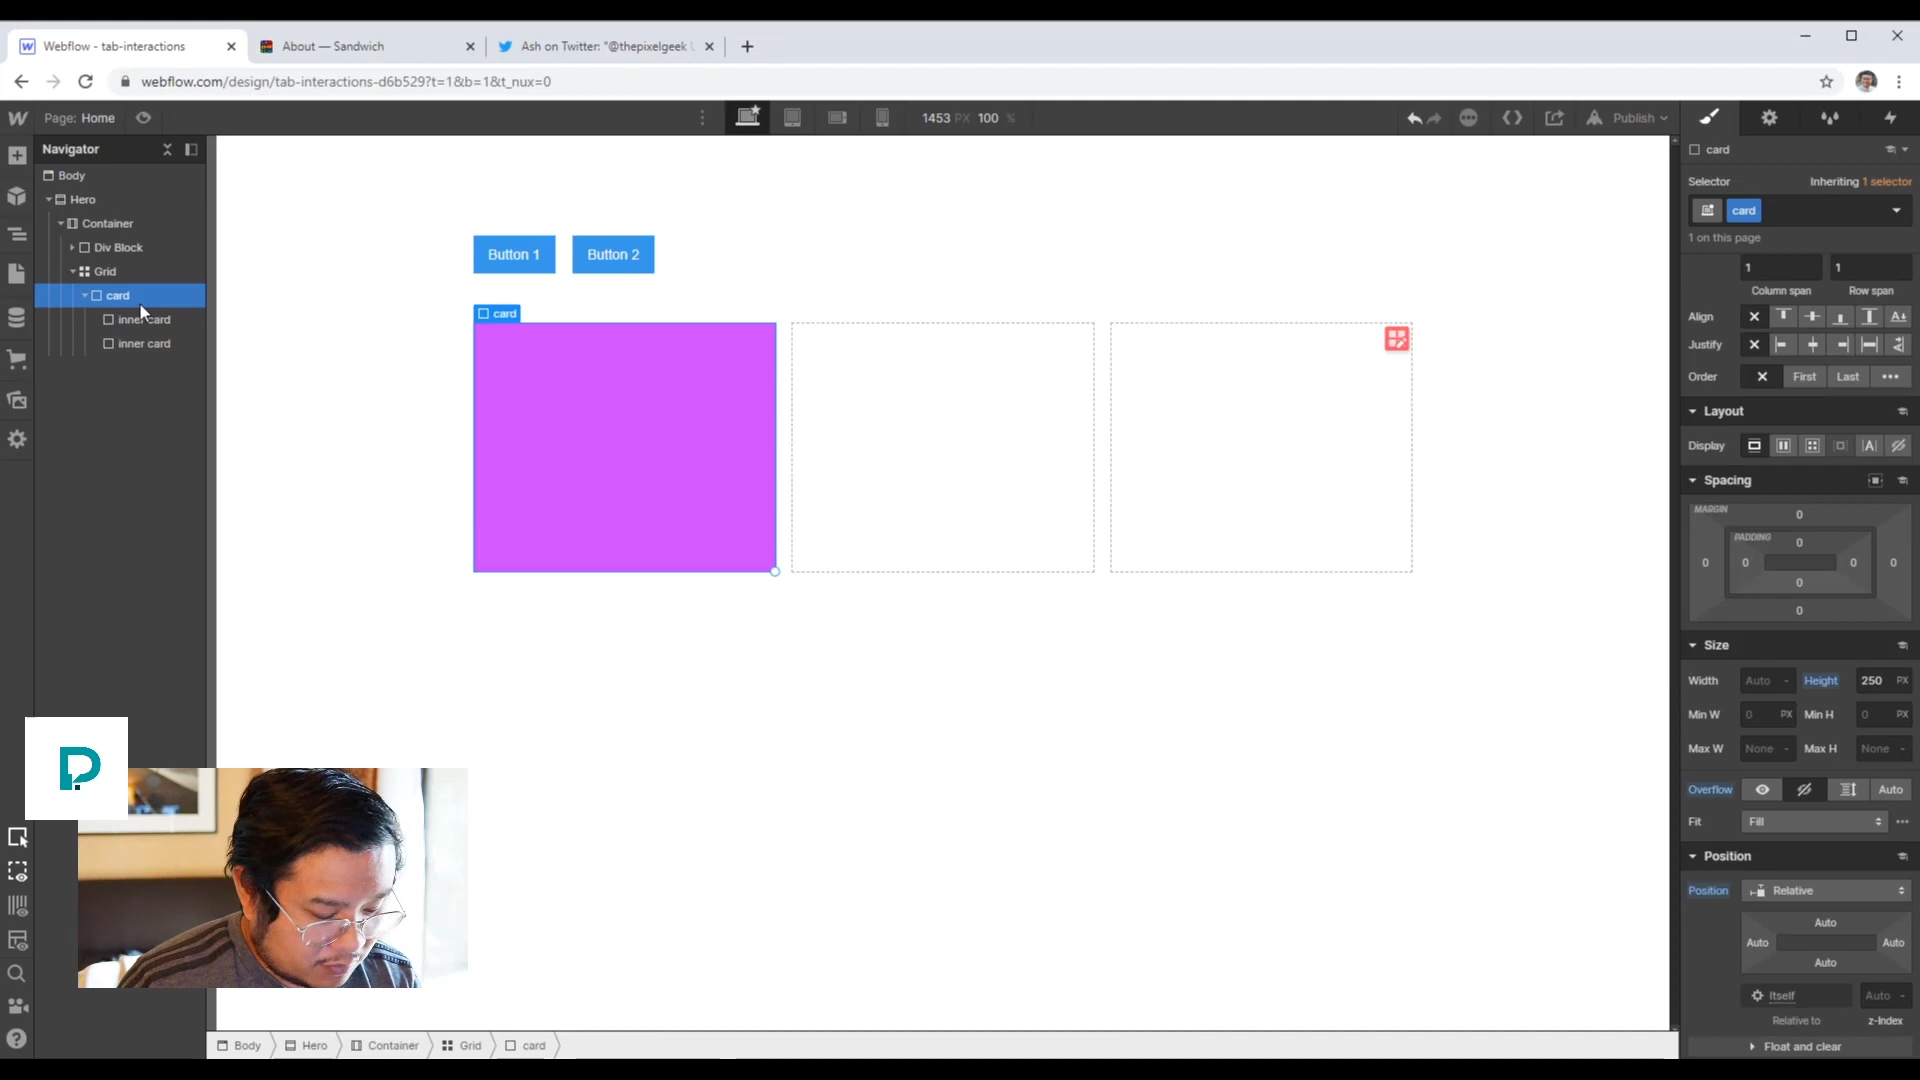 Webflow - tab-interactions
About — Sandwich
Ash on Twitter: "@thepixelgeek
webflow.com/design/tab-interactions-d6b529?t=1&b=1&t_nux=0
Page: Home
1453 PX 100 %
Publish
Navigator
Body
Hero
Container
Div Block
Grid
card
inner card
inner card
Button 1
Button 2
card
card
Selector
Inheriting 1 selector
card
1 on this page
1
1
Column span
Row span
Align
Justify
Order
First
Last
Layout
Display
Spacing
MARGIN
0
PADDING
0
0
0
0
0
0
0
Size
Width
Auto -
Height
250 PX
Min W
0 PX
Min H
0 PX
Max W
None -
Max H
None -
Overflow
Auto
Fit
Fill
Position
Position
Relative
Auto
Auto
Auto
Auto
Itself
Auto -
Relative to
z-Index
Float and clear
Body
Hero
Container
Grid
card